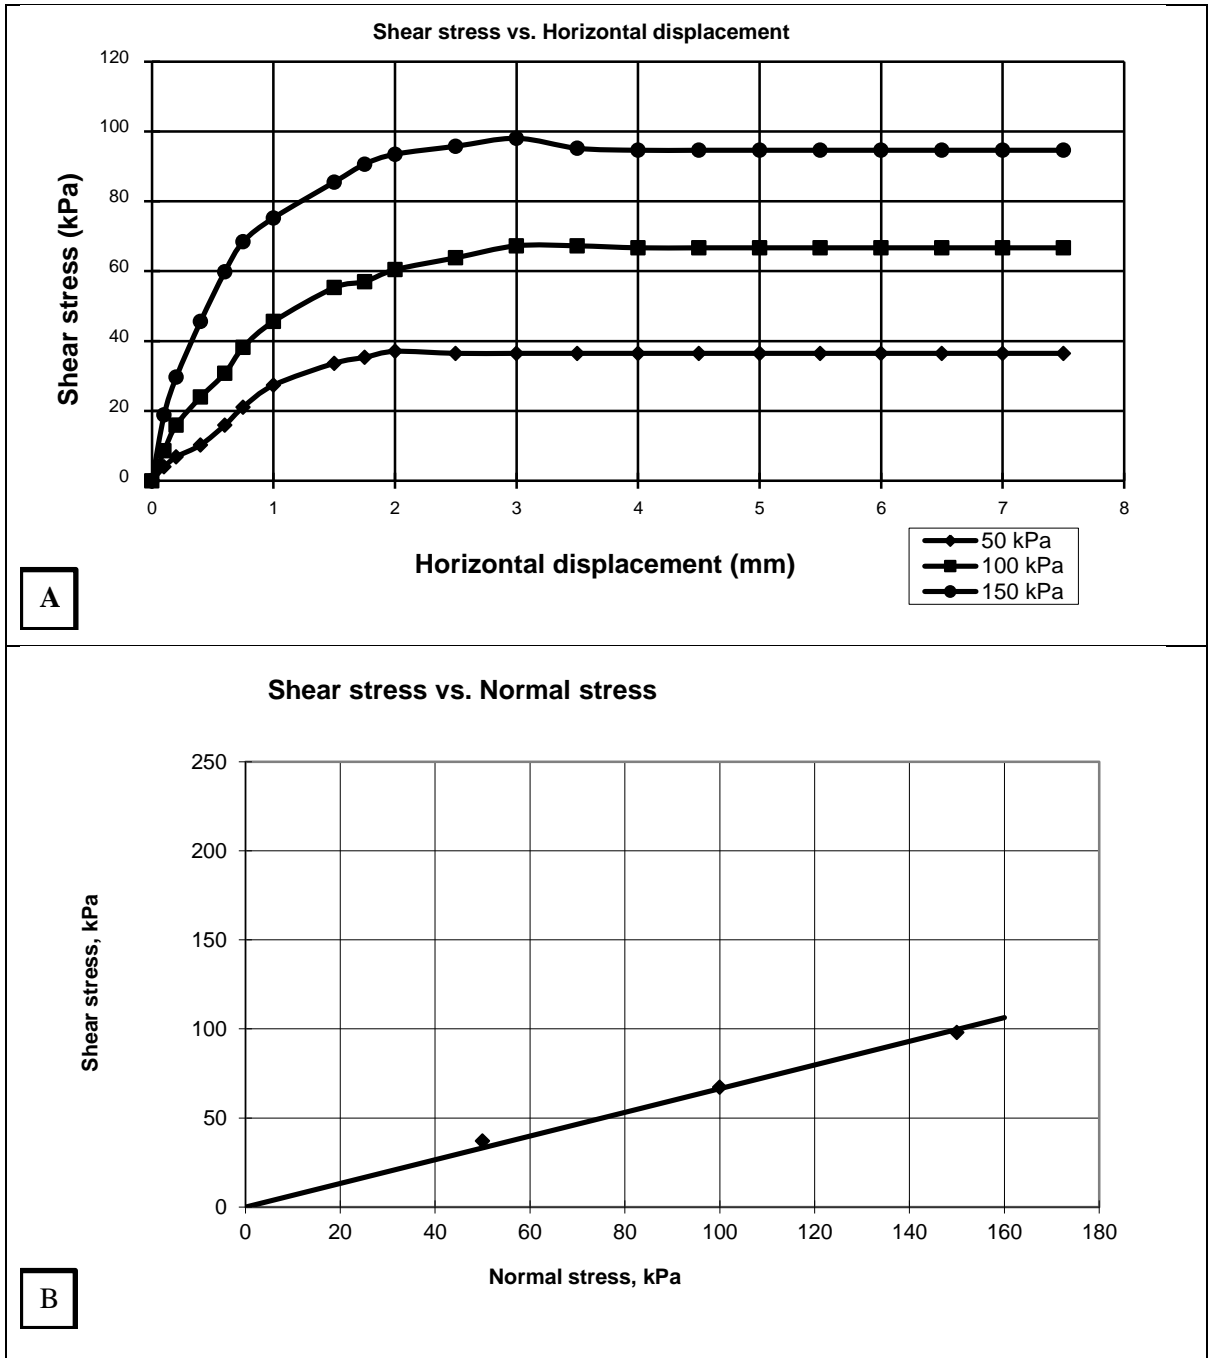 Shear stress vs. Horizontal displacement
120
100
80
60
40
20
0
Shear stress (kPa)
0 1 2 3 4 5 6 7 8
Horizontal displacement (mm)
50 kPa
100 kPa
150 kPa
A
Shear stress vs. Normal stress
250
200
150
100
50
0
Shear stress, kPa
0 20 40 60 80 100 120 140 160 180
Normal stress, kPa
B